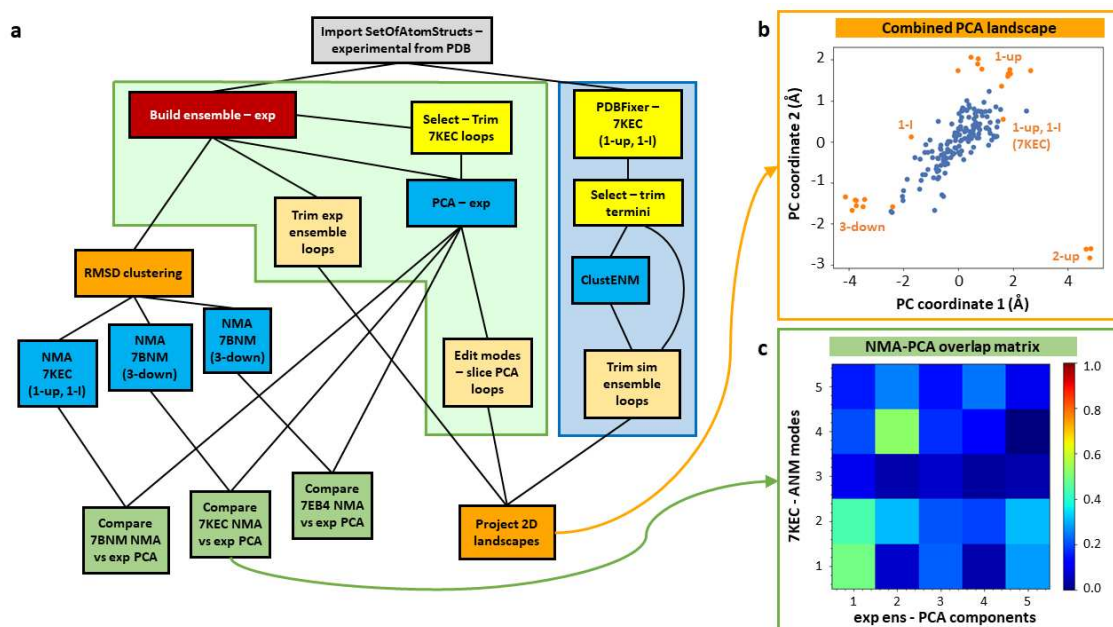 a
Import SetOfAtomStructs –
experimental from PDB
Build ensemble – exp
Select – Trim
7KEC loops
PDBFixer –
7KEC
(1-up, 1-I)
PCA – exp
Select – trim
termini
Trim exp
ensemble
loops
RMSD clustering
ClustENM
NMA
7KEC
(1-up, 1-I)
NMA
7BNM
(3-down)
NMA
7BNM
(3-down)
Edit modes
– slice PCA
loops
Trim sim
ensemble
loops
Compare
7BNM NMA
vs exp PCA
Compare
7KEC NMA
vs exp PCA
Compare
7EB4 NMA
vs exp PCA
Project 2D
landscapes
b
Combined PCA landscape
PC coordinate 2 (Å)
2
1
0
-1
-2
-3
1-up
1-I
1-up, 1-I
(7KEC)
3-down
2-up
-4
-2
0
2
4
PC coordinate 1 (Å)
c
NMA-PCA overlap matrix
7KEC - ANM modes
5
4
3
2
1
1
2
3
4
5
exp ens - PCA components
1.0
0.8
0.6
0.4
0.2
0.0